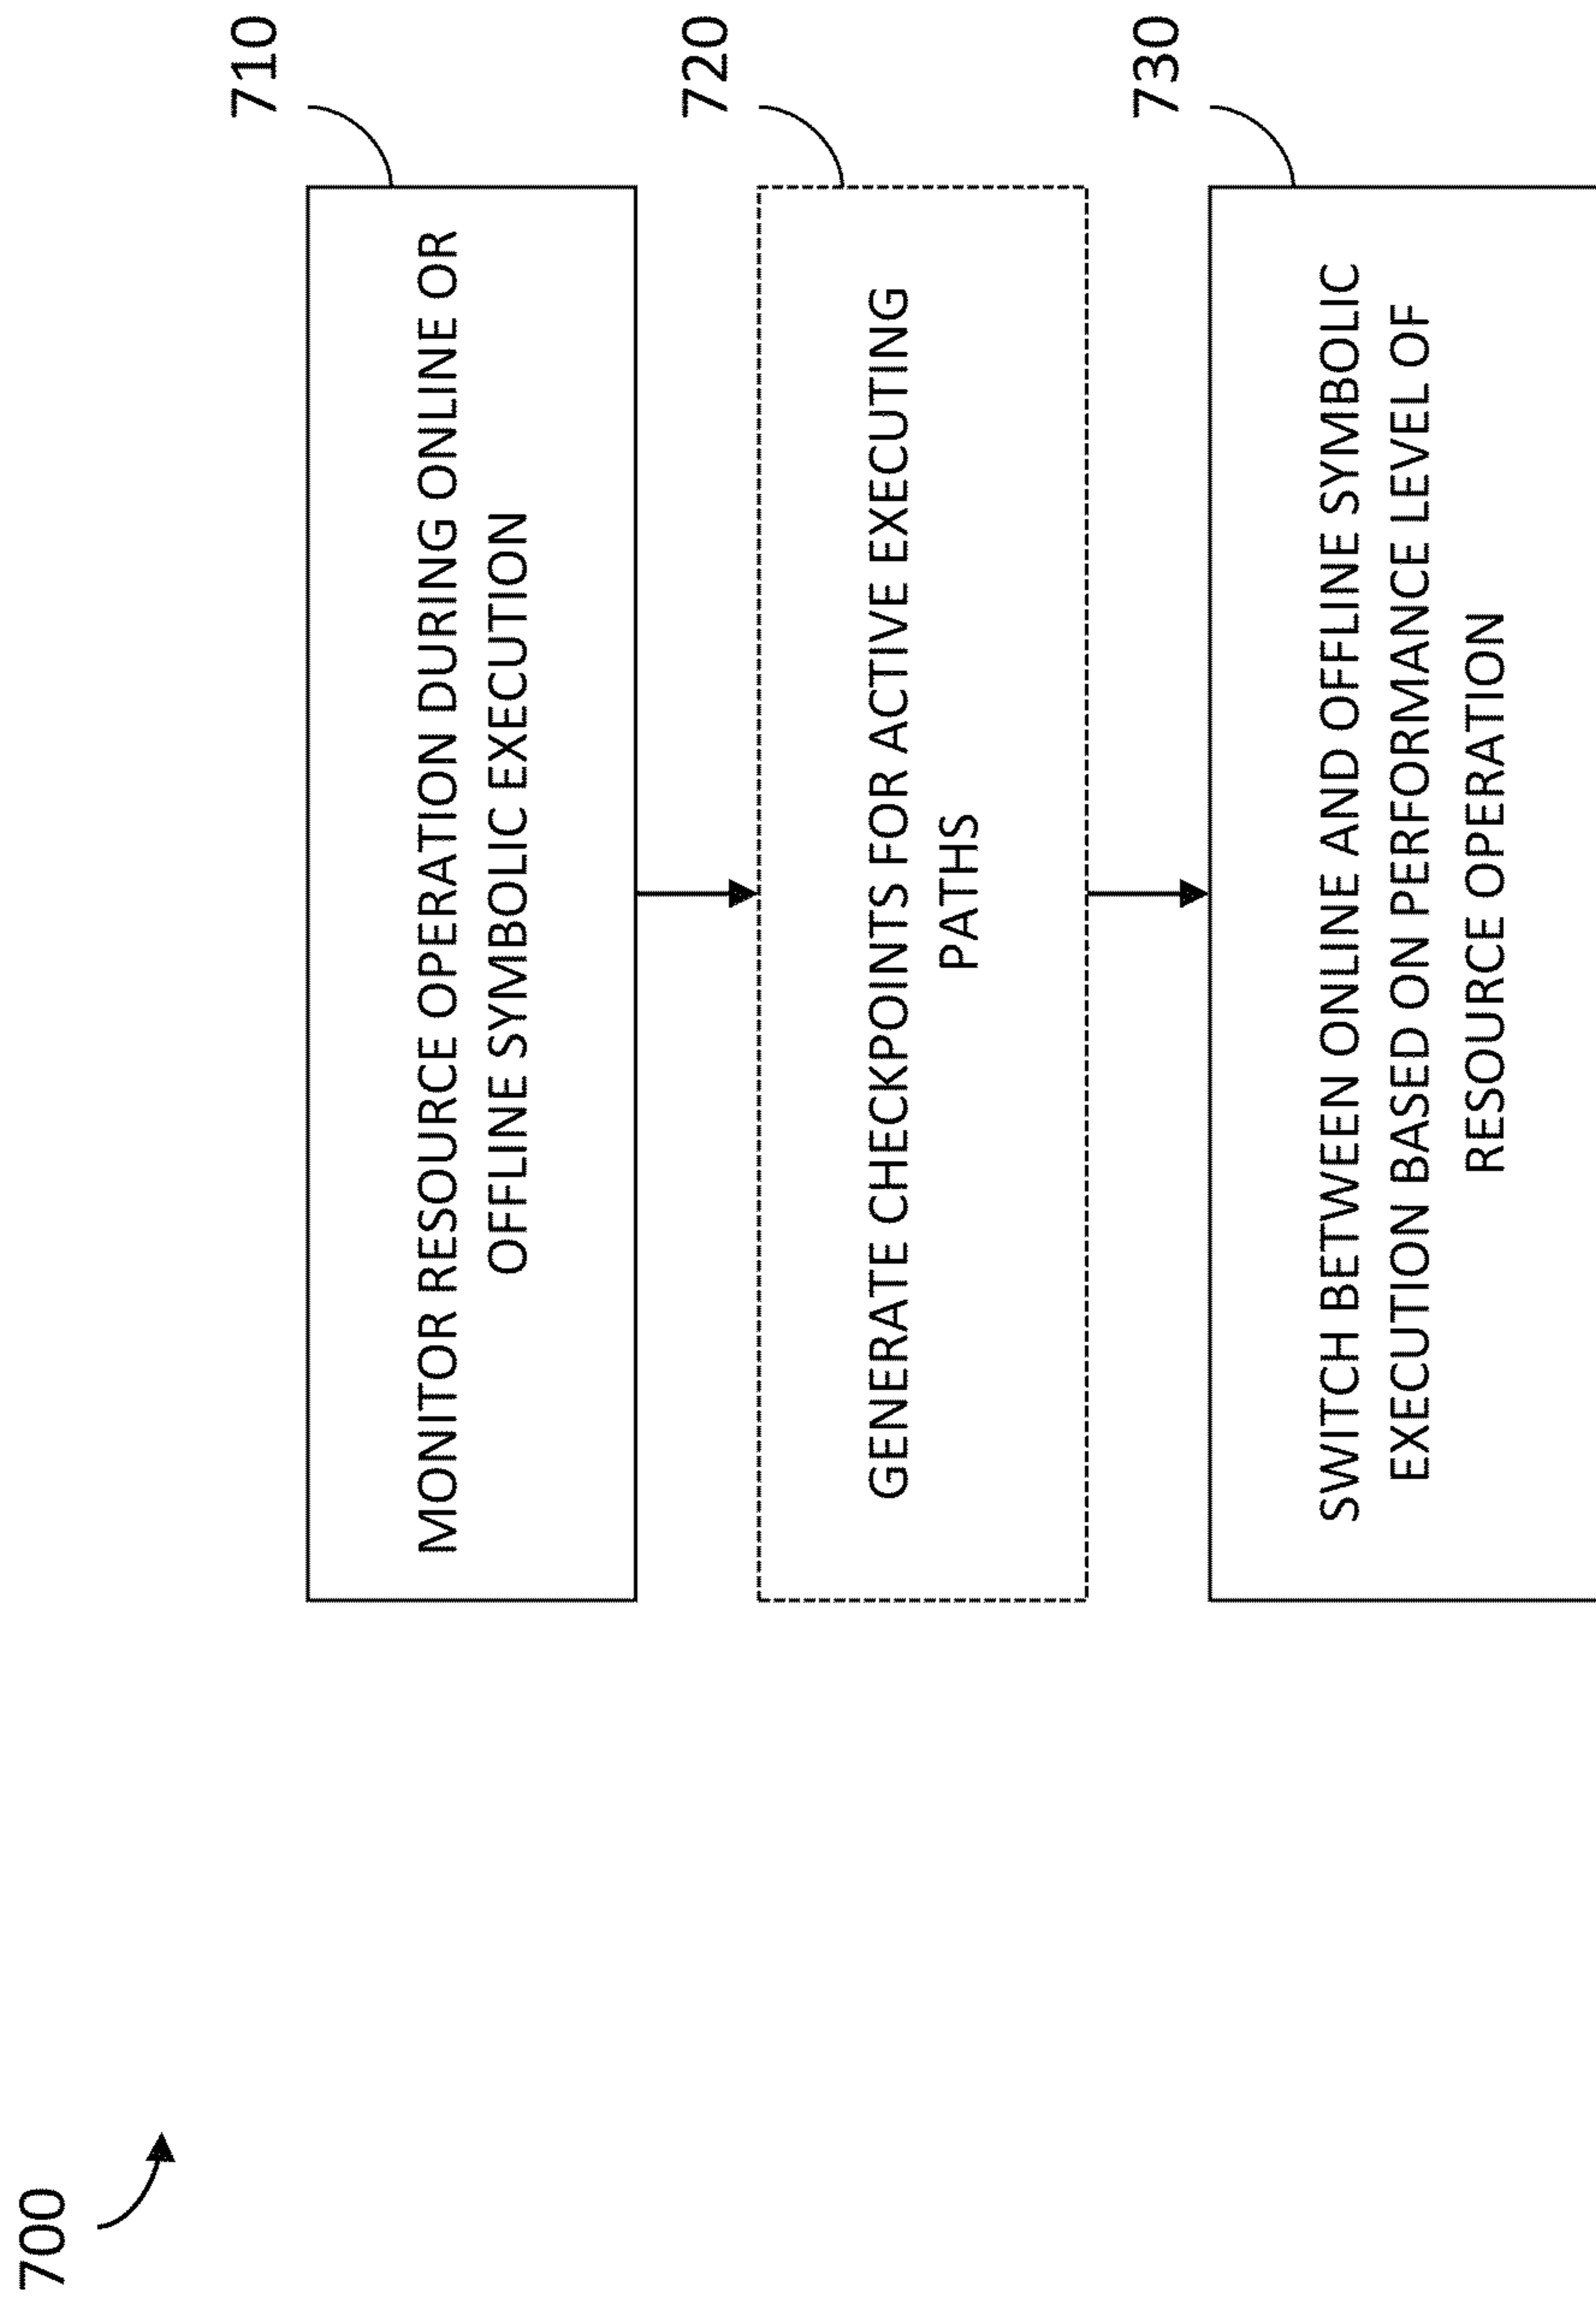 700
710
MONITOR RESOURCE OPERATION DURING ONLINE OR
OFFLINE SYMBOLIC EXECUTION
720
GENERATE CHECKPOINTS FOR ACTIVE EXECUTING
PATHS
730
SWITCH BETWEEN ONLINE AND OFFLINE SYMBOLIC
EXECUTION BASED ON PERFORMANCE LEVEL OF
RESOURCE OPERATION